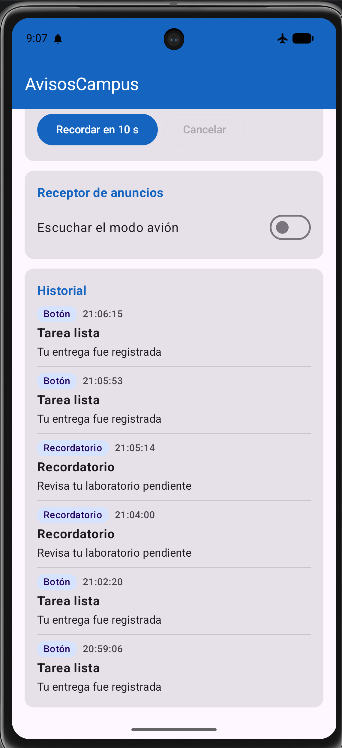 9:07
AvisosCampus
Recordar en 10 s
Cancelar
Receptor de anuncios
Escuchar el modo avión
Historial
Botón 21:06:15
Tarea lista
Tu entrega fue registrada
Botón 21:05:53
Tarea lista
Tu entrega fue registrada
Recordatorio 21:05:14
Recordatorio
Revisa tu laboratorio pendiente
Recordatorio 21:04:00
Recordatorio
Revisa tu laboratorio pendiente
Botón 21:02:20
Tarea lista
Tu entrega fue registrada
Botón 20:59:06
Tarea lista
Tu entrega fue registrada